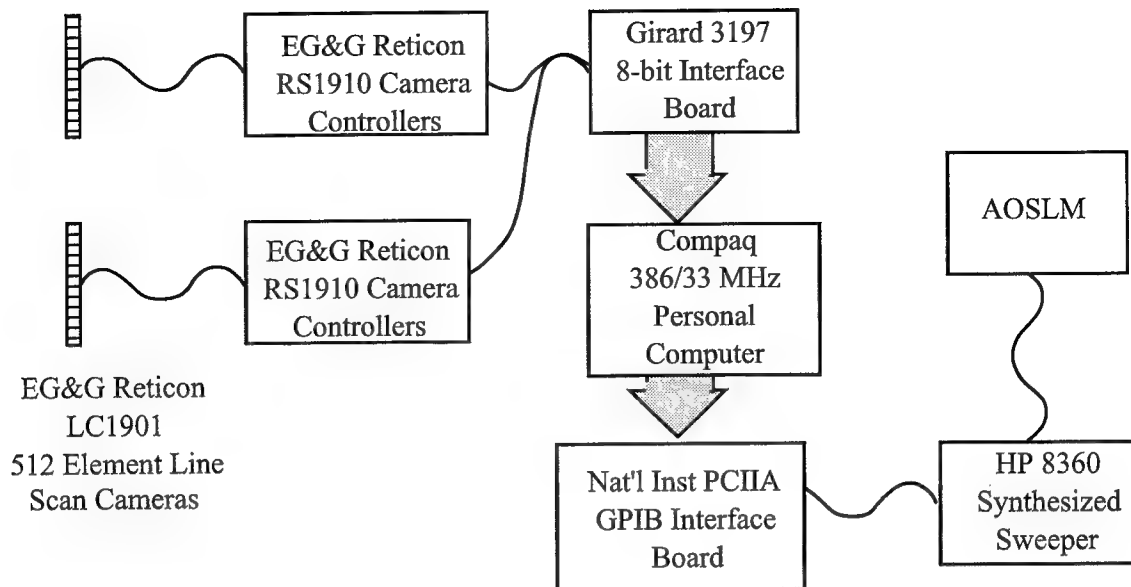 EG&G Reticon
RS1910 Camera
Controllers
Girard 3197
8-bit Interface
Board
AOSLM
EG&G Reticon
RS1910 Camera
Controllers
Compaq
386/33 MHz
Personal
Computer
EG&G Reticon
LC1901
512 Element Line
Scan Cameras
Nat'l Inst PCIIA
GPIB Interface
Board
HP 8360
Synthesized
Sweeper